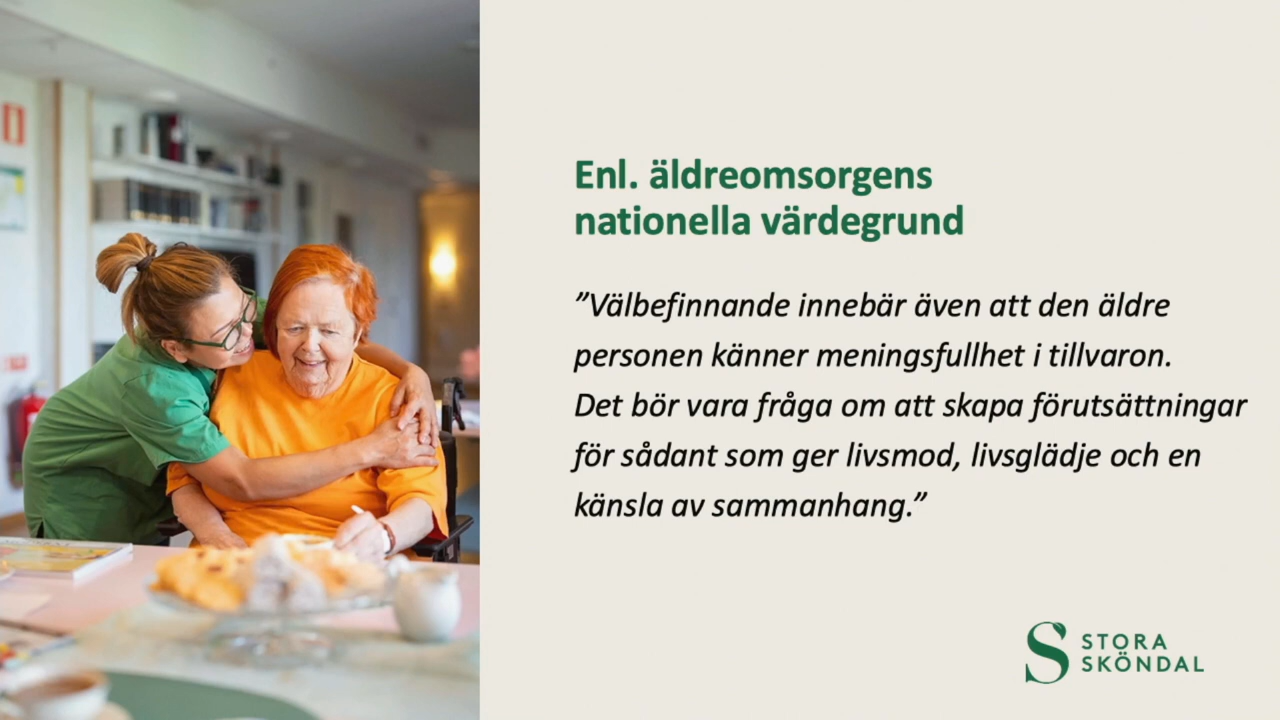 Enl. äldreomsorgens
nationella värdegrund
”Välbefinnande innebär även att den äldre
personen känner meningsfullhet i tillvaron.
Det bör vara fråga om att skapa förutsättningar
för sådant som ger livsmod, livsglädje och en
känsla av sammanhang.”
STORA
SKÖNDAL